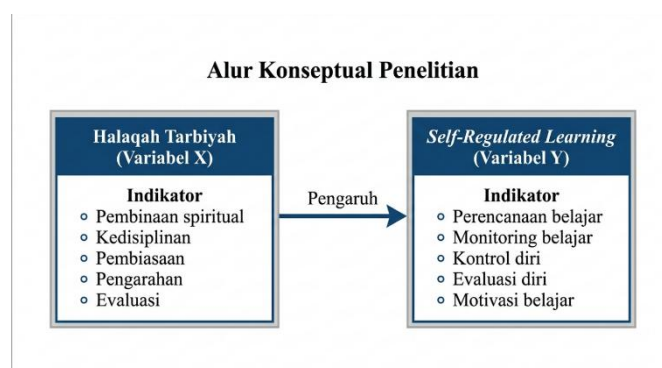 Alur Konseptual Penelitian
Halaqah Tarbiyah
(Variabel X)
Indikator
Pembinaan spiritual
Kedisiplinan
Pembiasaan
Pengarahan
Evaluasi
Pengaruh
Self-Regulated Learning
(Variabel Y)
Indikator
Perencanaan belajar
Monitoring belajar
Kontrol diri
Evaluasi diri
Motivasi belajar